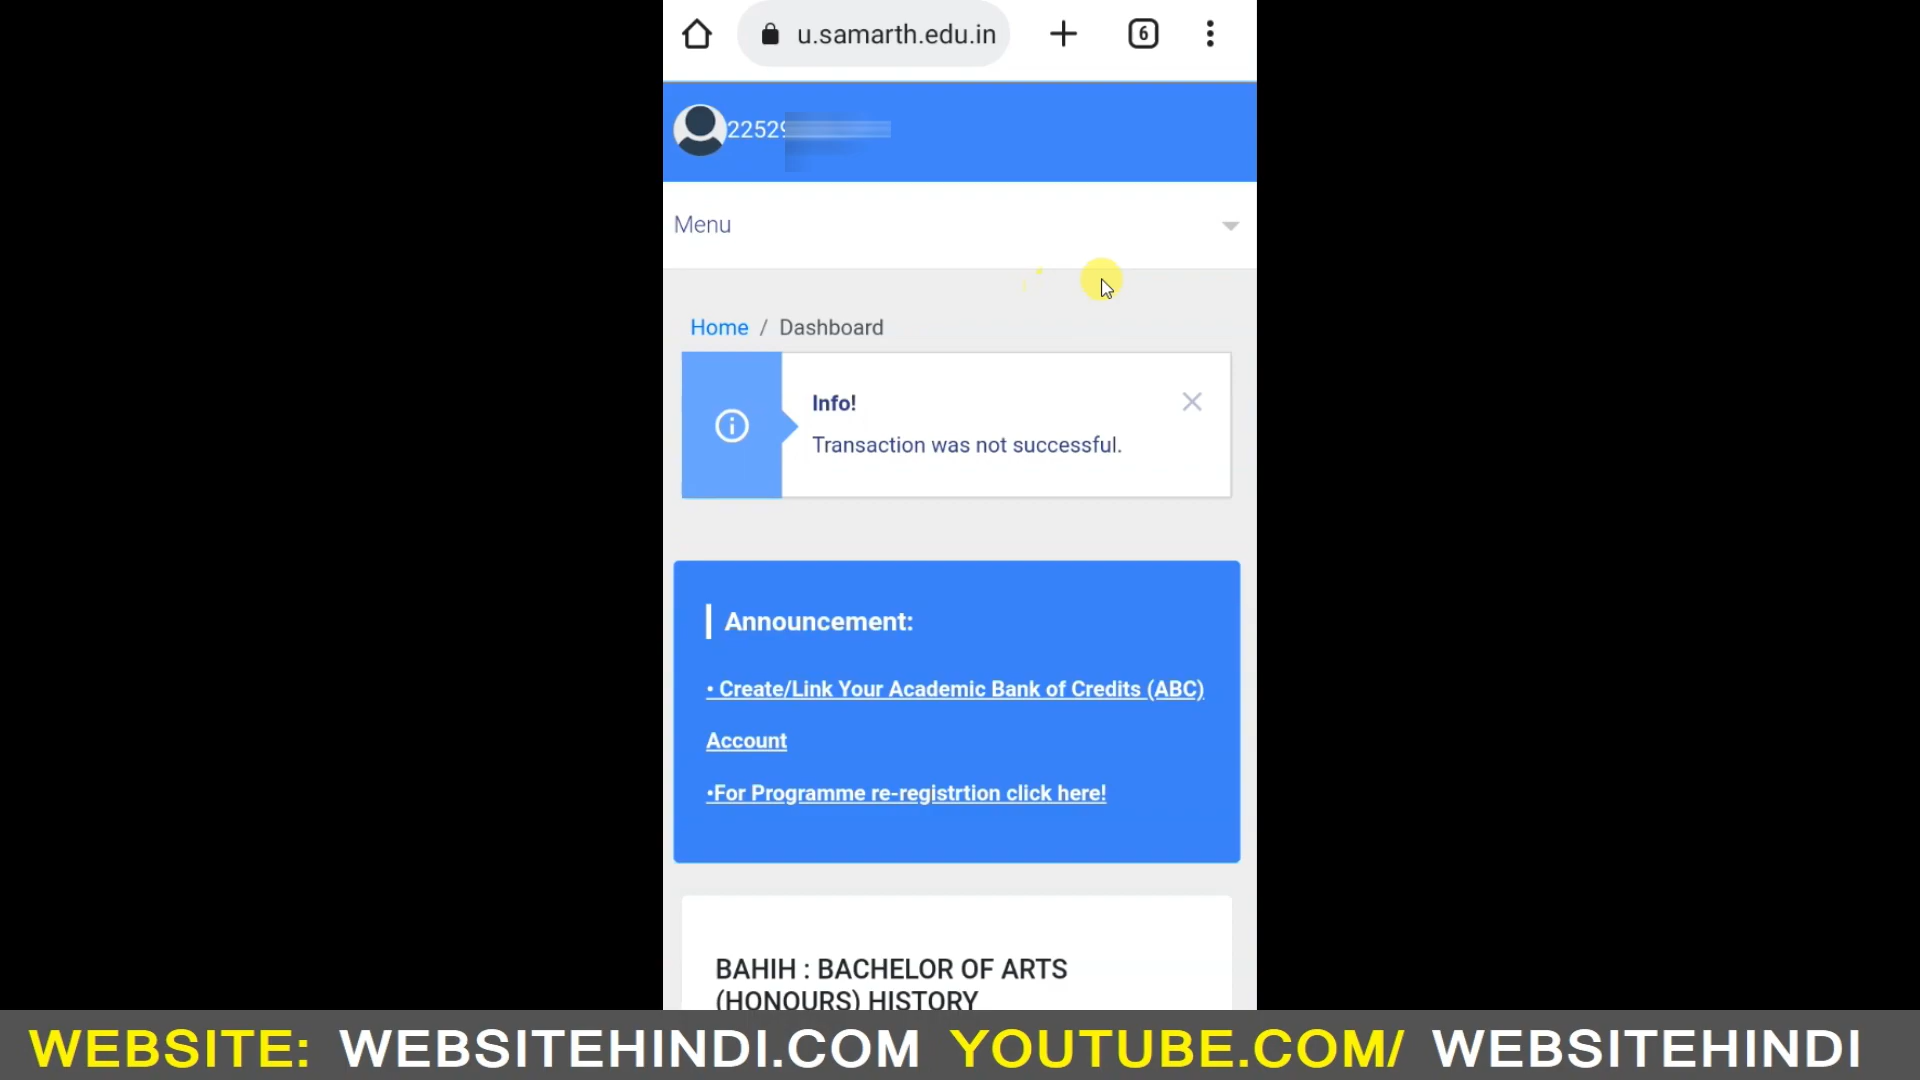 u.samarth.edu.in
6
2252
Menu
Home / Dashboard
Info!
Transaction was not successful.
Announcement:
• Create/Link Your Academic Bank of Credits (ABC)
Account
•For Programme re-registrtion click here!
BAHIH : BACHELOR OF ARTS
(HONOURS) HISTORY
WEBSITE: WEBSITEHINDI.COM YOUTUBE.COM/ WEBSITEHINDI